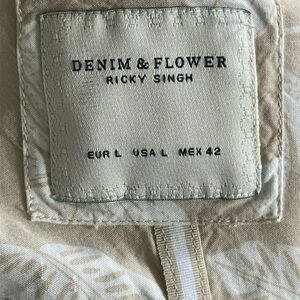 DENIM & FLOWER
RICKY SINGH
EUR L USA L MEX 42